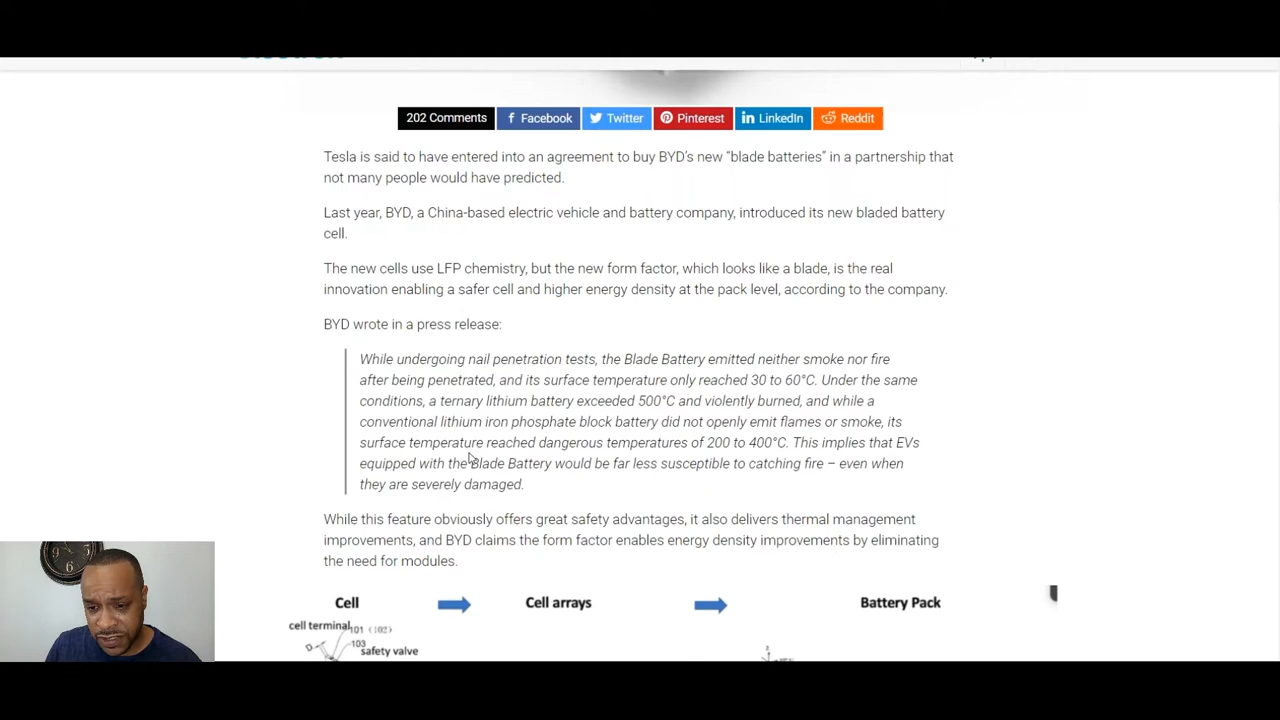 202 Comments
Facebook
Twitter
Pinterest
LinkedIn
Reddit
Tesla is said to have entered into an agreement to buy BYD's new “blade batteries” in a partnership that
not many people would have predicted.
Last year, BYD, a China-based electric vehicle and battery company, introduced its new bladed battery
cell.
The new cells use LFP chemistry, but the new form factor, which looks like a blade, is the real
innovation enabling a safer cell and higher energy density at the pack level, according to the company.
BYD wrote in a press release:
While undergoing nail penetration tests, the Blade Battery emitted neither smoke nor fire
after being penetrated, and its surface temperature only reached 30 to 60°C. Under the same
conditions, a ternary lithium battery exceeded 500°C and violently burned, and while a
conventional lithium iron phosphate block battery did not openly emit flames or smoke, its
surface temperature reached dangerous temperatures of 200 to 400°C. This implies that EVs
equipped with the Blade Battery would be far less susceptible to catching fire – even when
they are severely damaged.
While this feature obviously offers great safety advantages, it also delivers thermal management
improvements, and BYD claims the form factor enables energy density improvements by eliminating
the need for modules.
Cell
Cell arrays
Battery Pack
cell terminal
101 (102)
D
103
safety valve